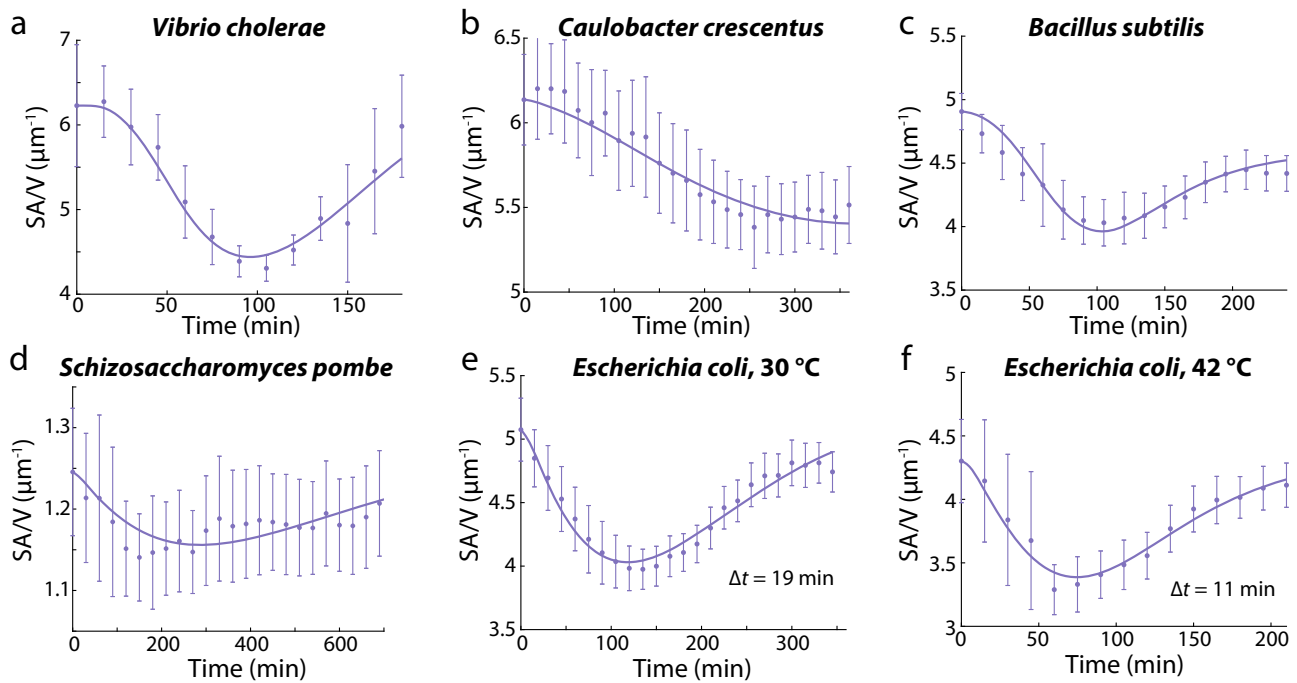 a Vibrio cholerae
7
6
5
4
SA/V (μm⁻¹)
0 50 100 150
Time (min)
b Caulobacter crescentus
6.5
6
5.5
5
SA/V (μm⁻¹)
0 100 200 300
Time (min)
c Bacillus subtilis
5.5
5
4.5
4
3.5
SA/V (μm⁻¹)
0 50 100 150 200
Time (min)
d Schizosaccharomyces pombe
1.3
1.2
1.1
SA/V (μm⁻¹)
0 200 400 600
Time (min)
e Escherichia coli, 30 °C
5.5
5
4.5
4
3.5
SA/V (μm⁻¹)
Δt = 19 min
0 100 200 300
Time (min)
f Escherichia coli, 42 °C
5
4.5
4
3.5
3
SA/V (μm⁻¹)
Δt = 11 min
0 50 100 150 200
Time (min)